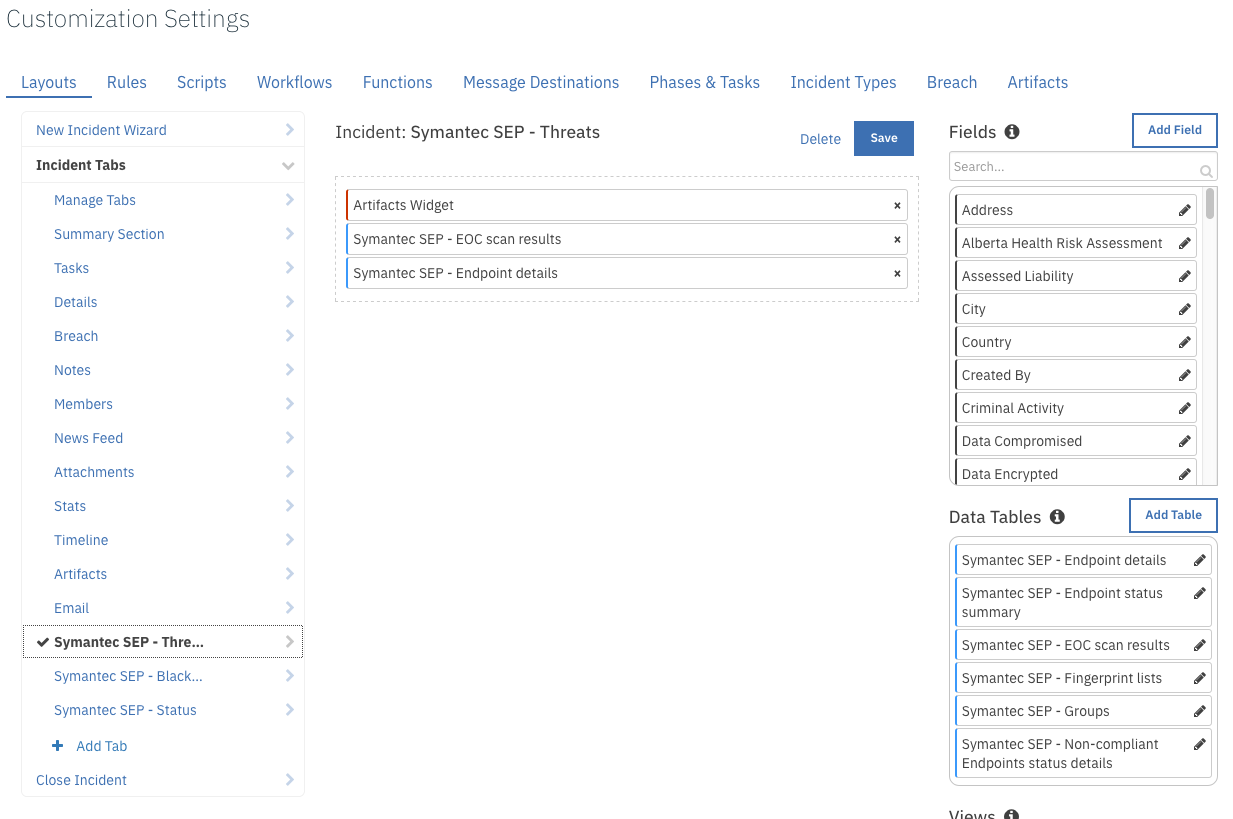 Customization Settings
Layouts Rules Scripts Workflows Functions Message Destinations Phases & Tasks Incident Types Breach Artifacts
New Incident Wizard
Incident Tabs
Manage Tabs
Summary Section
Tasks
Details
Breach
Notes
Members
News Feed
Attachments
Stats
Timeline
Artifacts
Email
Symantec SEP - Thre...
Symantec SEP - Black...
Symantec SEP - Status
Add Tab
Close Incident
Incident: Symantec SEP - Threats
Delete
Save
Artifacts Widget
Symantec SEP - EOC scan results
Symantec SEP - Endpoint details
Fields
Add Field
Search...
Address
Alberta Health Risk Assessment
Assessed Liability
City
Country
Created By
Criminal Activity
Data Compromised
Data Encrypted
Data Tables
Add Table
Symantec SEP - Endpoint details
Symantec SEP - Endpoint status
summary
Symantec SEP - EOC scan results
Symantec SEP - Fingerprint lists
Symantec SEP - Groups
Symantec SEP - Non-compliant
Endpoints status details
Views